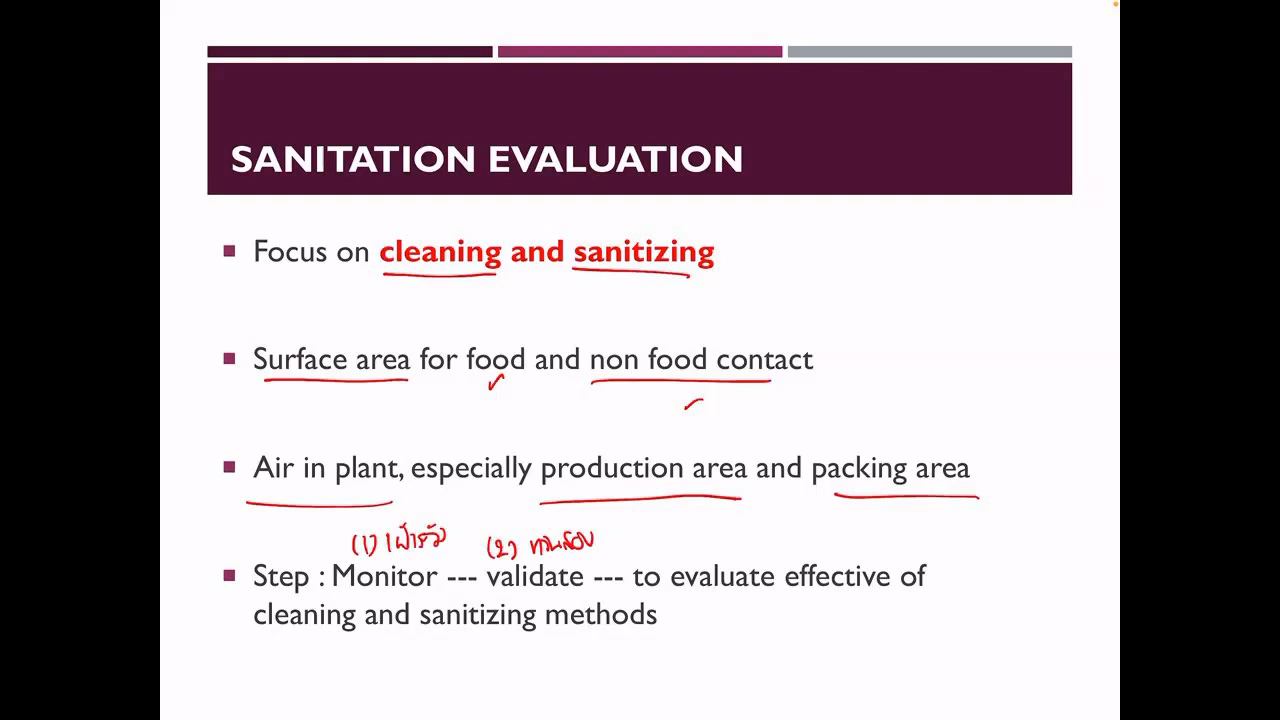 SANITATION EVALUATION
Focus on cleaning and sanitizing
Surface area for food and non food contact
Air in plant, especially production area and packing area
(1) เฝ้าระวัง (2) ทวนสอบ
Step : Monitor --- validate --- to evaluate effective of
cleaning and sanitizing methods